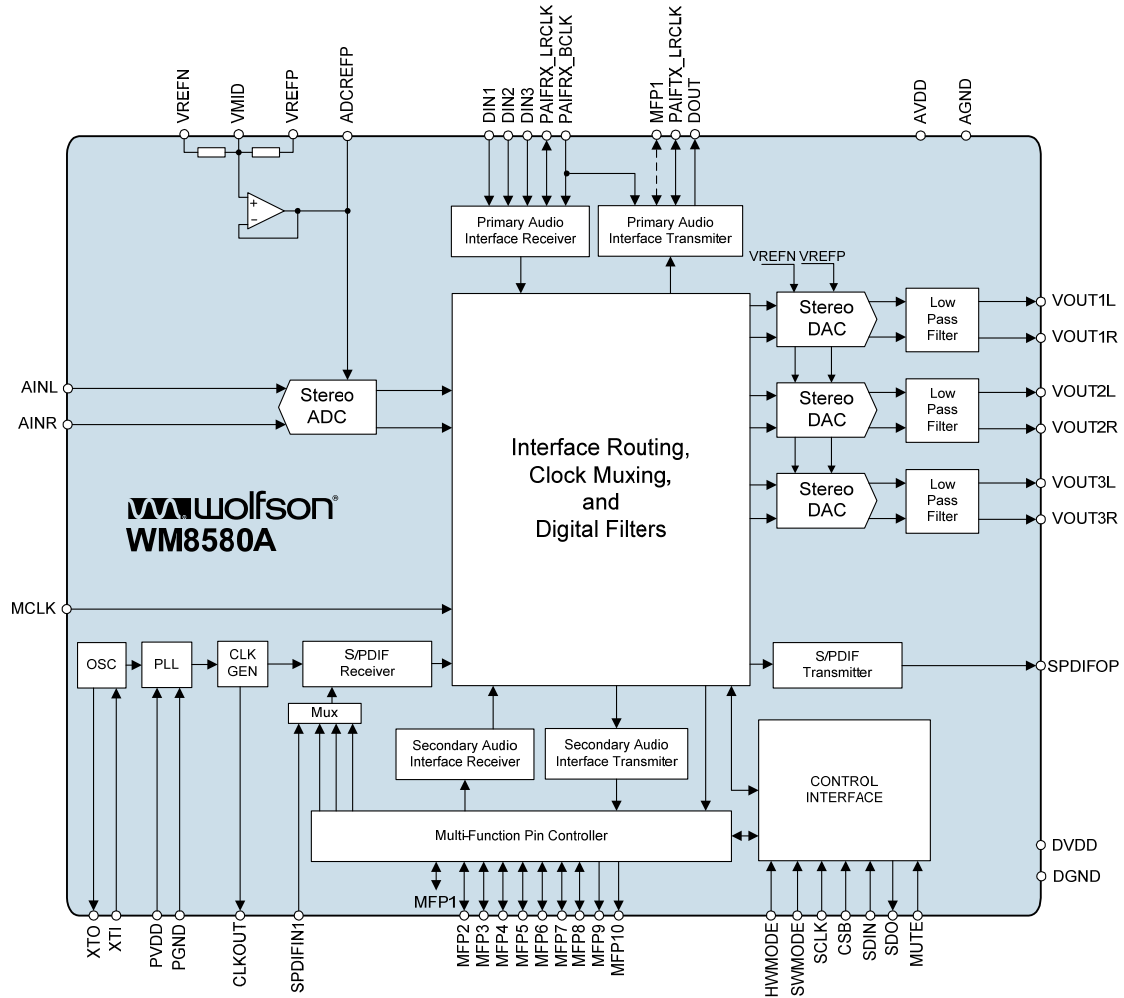 VREFN
VMID
VREFP
ADCREFP
DIN1
DIN2
DIN3
PAIFRX_LRCLK
PAIFRX_BCLK
MFP1
PAIFTX_LRCLK
DOUT
AVDD
AGND
+
−
Primary Audio
Interface Receiver
Primary Audio
Interface Transmiter
VREFN VREFP
Stereo
DAC
Low
Pass
Filter
VOUT1L
VOUT1R
AINL
AINR
Stereo
ADC
Stereo
DAC
Low
Pass
Filter
VOUT2L
VOUT2R
Interface Routing,
Clock Muxing,
and
Digital Filters
Stereo
DAC
Low
Pass
Filter
VOUT3L
VOUT3R
wolfson®
WM8580A
MCLK
OSC
PLL
CLK
GEN
S/PDIF
Receiver
Mux
S/PDIF
Transmitter
SPDIFOP
Secondary Audio
Interface Receiver
Secondary Audio
Interface Transmiter
CONTROL
INTERFACE
Multi-Function Pin Controller
DVDD
DGND
MFP1
XTO
XTI
PVDD
PGND
CLKOUT
SPDIFIN1
MFP2
MFP3
MFP4
MFP5
MFP6
MFP7
MFP8
MFP9
MFP10
HWMODE
SWMODE
SCLK
CSB
SDIN
SDO
MUTE